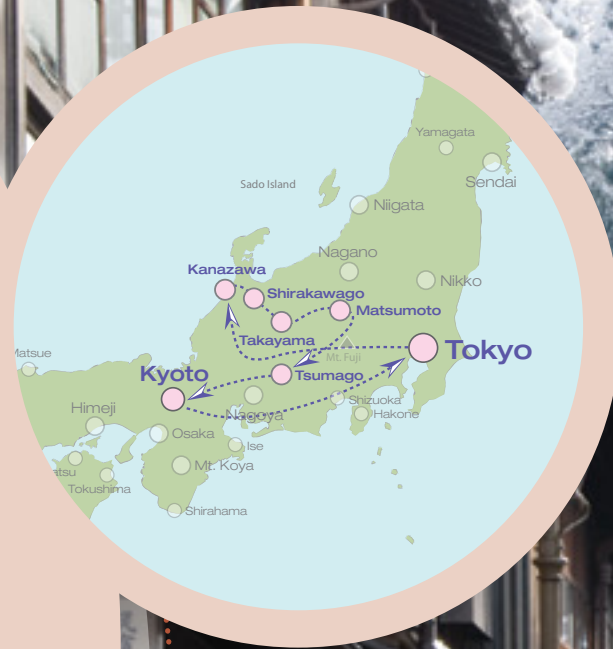 Yamagata
Sendai
Sado Island
Niigata
Nagano
Kanazawa
Nikko
Shirakawago
Matsumoto
Takayama
Tokyo
Mt. Fuji
Kyoto
Tsumago
Shizuoka
Himeji
Nagoya
Hakone
Osaka
Ise
Mt. Koya
Tokushima
Shirahama